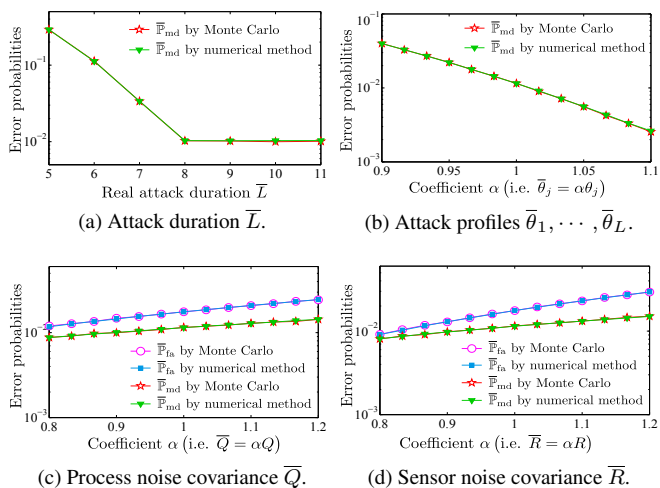 Error probabilities
10⁻¹
10⁻²
P̅md by Monte Carlo
P̅md by numerical method
5 6 7 8 9 10 11
Real attack duration L̅
(a) Attack duration L̅.
Error probabilities
10⁻¹
10⁻²
10⁻³
P̅md by Monte Carlo
P̅md by numerical method
0.9 0.95 1 1.05 1.1
Coefficient α (i.e. θ̅j = αθj)
(b) Attack profiles θ̅1, ··· , θ̅L.
Error probabilities
10⁻²
10⁻³
P̅fa by Monte Carlo
P̅fa by numerical method
P̅md by Monte Carlo
P̅md by numerical method
0.8 0.9 1 1.1 1.2
Coefficient α (i.e. Q̅ = αQ)
(c) Process noise covariance Q̅.
Error probabilities
10⁻²
10⁻³
P̅fa by Monte Carlo
P̅fa by numerical method
P̅md by Monte Carlo
P̅md by numerical method
0.8 0.9 1 1.1 1.2
Coefficient α (i.e. R̅ = αR)
(d) Sensor noise covariance R̅.